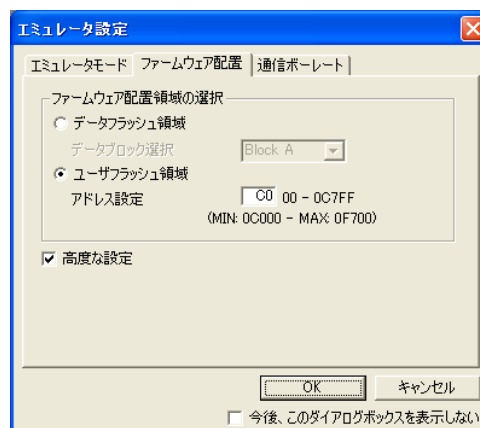 エミュレータ設定
エミュレータモード ファームウェア配置 通信ボーレート
ファームウェア配置領域の選択
データフラッシュ領域
データブロック選択 Block A
ユーザフラッシュ領域
アドレス設定 C0 00 - 0C7FF
(MIN: 0C000 - MAX: 0F700)
高度な設定
OK キャンセル
今後、このダイアログボックスを表示しない